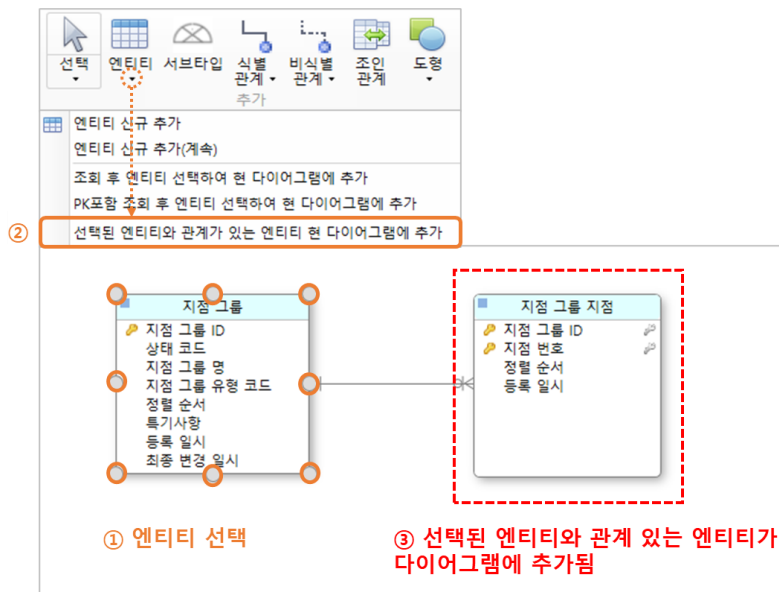 선택 엔티티 서브타입 식별 관계 비식별 관계 조인 관계 도형
추가
엔티티 신규 추가
엔티티 신규 추가(계속)
조회 후 엔티티 선택하여 현 다이어그램에 추가
PK포함 조회 후 엔티티 선택하여 현 다이어그램에 추가
② 선택된 엔티티와 관계가 있는 엔티티 현 다이어그램에 추가
지점 그룹
지점 그룹 ID
상태 코드
지점 그룹 명
지점 그룹 유형 코드
정렬 순서
특기사항
등록 일시
최종 변경 일시
지점 그룹 지점
지점 그룹 ID
지점 번호
정렬 순서
등록 일시
① 엔티티 선택
③ 선택된 엔티티와 관계 있는 엔티티가
다이어그램에 추가됨